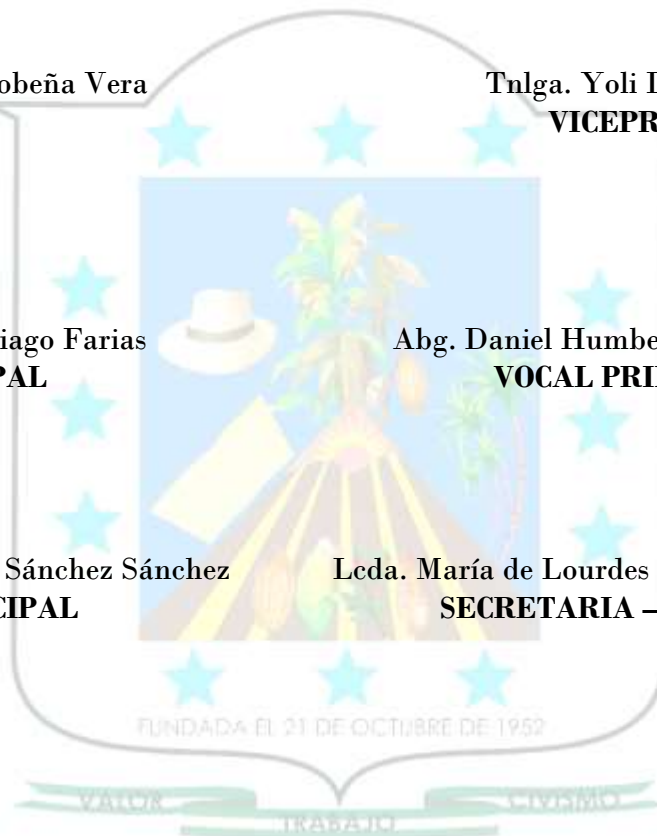 obeña Vera Tnlga. Yoli
VICEPR
iago Farias Abg. Daniel Humbe
PAL VOCAL PRI
Sánchez Sánchez Lcda. María de Lourdes
CIPAL SECRETARIA –
FUNDADA EL 21 DE OCTUBRE DE 1952
VALOR CIVISMO
TRABAJO